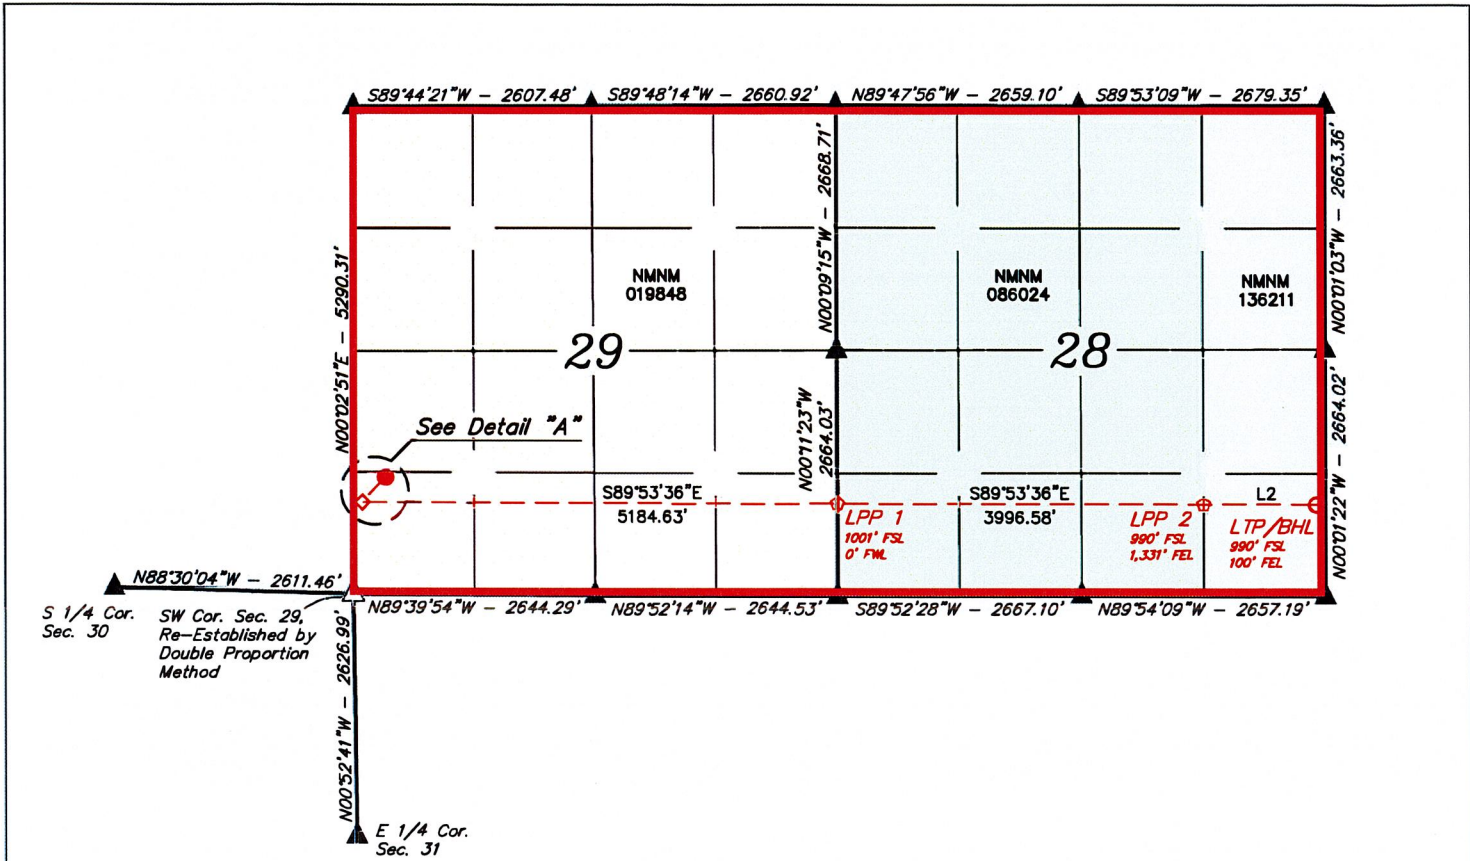 S89°44'21"W - 2607.48'
S89°48'14"W - 2660.92'
N89°47'56"W - 2659.10'
S89°53'09"W - 2679.35'
N00°02'51"E - 5290.31'
N00°09'15"W - 2668.71'
N00°01'03"W - 2663.36'
NMNM
019848
NMNM
086024
NMNM
136211
29
28
See Detail "A"
N00°11'23"W
2664.03'
N00°01'22"W - 2664.02'
S89°53'36"E
5184.63'
S89°53'36"E
3996.58'
L2
LPP 1
1001' FSL
0' FWL
LPP 2
990' FSL
1,331' FEL
LTP/BHL
990' FSL
100' FEL
N88°30'04"W - 2611.46'
N89°39'54"W - 2644.29'
N89°52'14"W - 2644.53'
S89°52'28"W - 2667.10'
N89°54'09"W - 2657.19'
S 1/4 Cor.
Sec. 30
SW Cor. Sec. 29,
Re-Established by
Double Proportion
Method
N00°52'41"W - 2626.99'
E 1/4 Cor.
Sec. 31